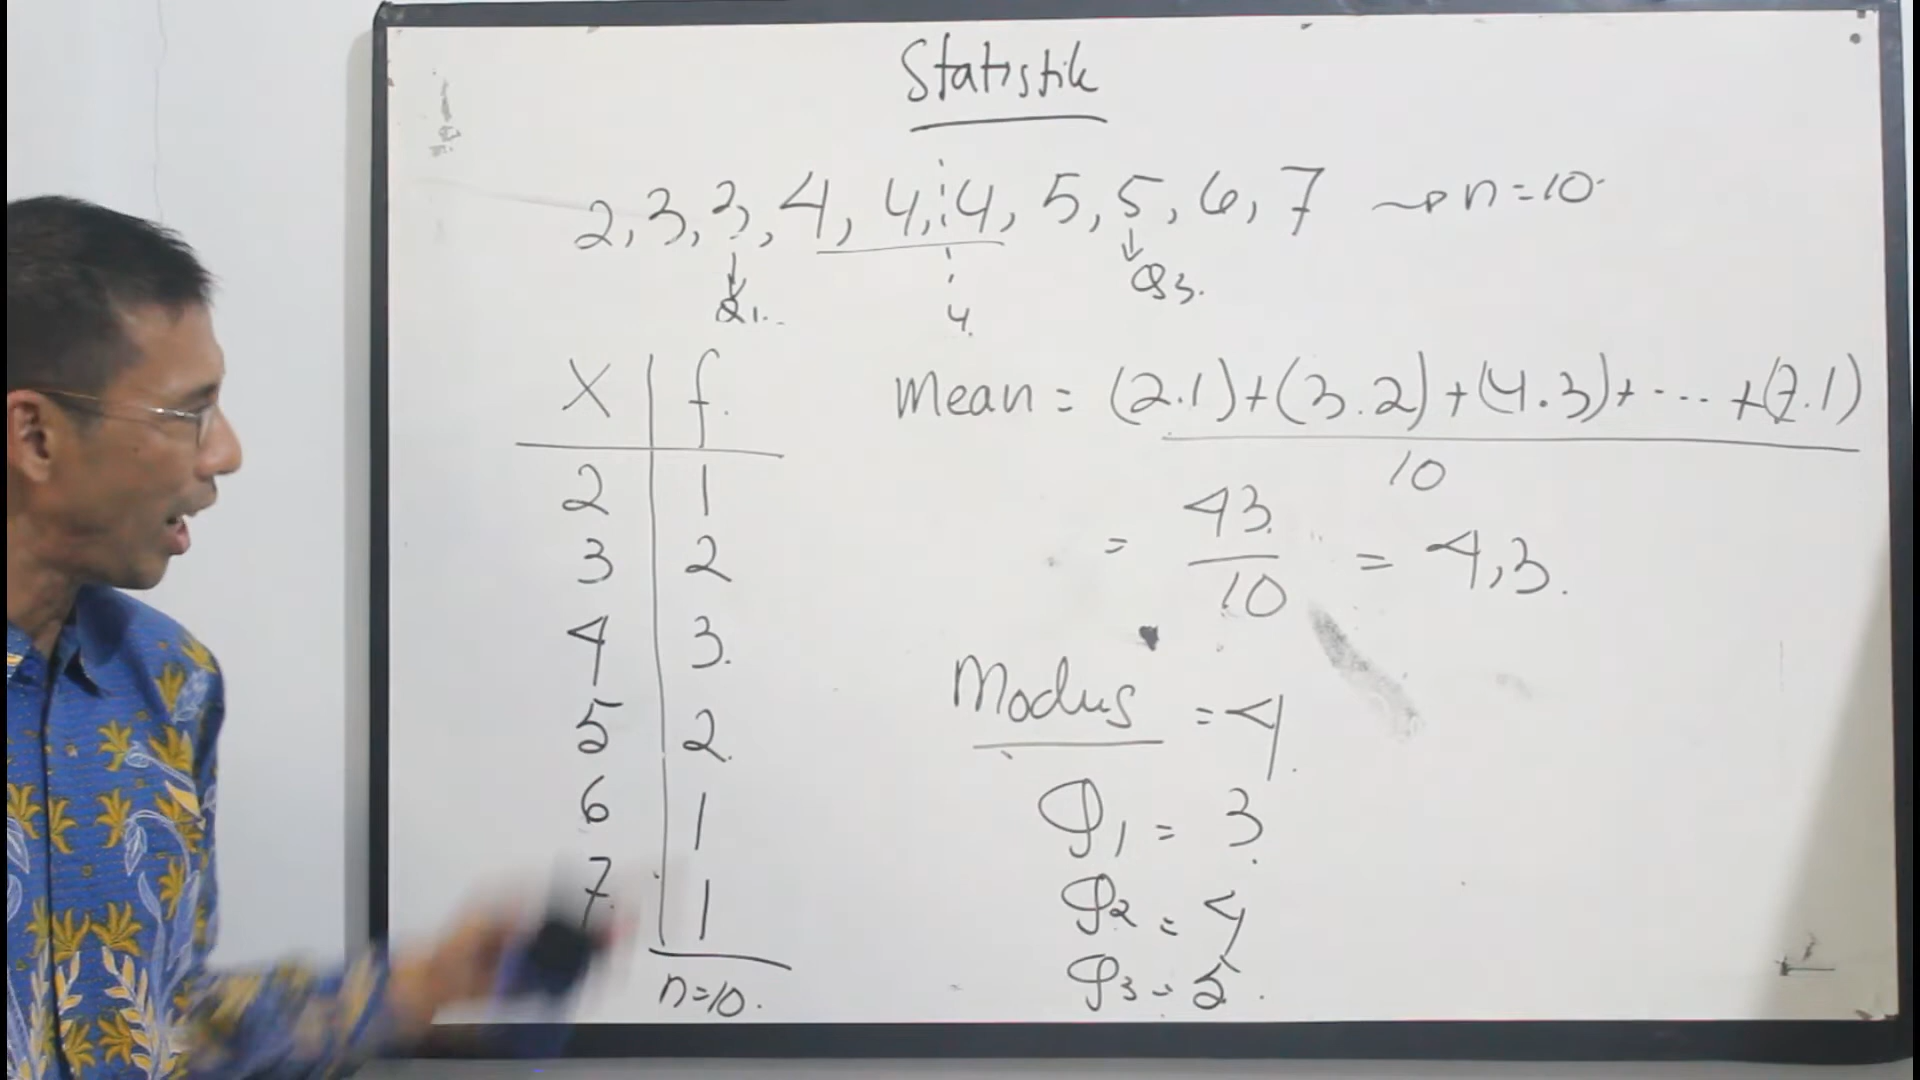 Statistik
2, 3, 3, 4, 4, 4, 5, 5, 6, 7 → n=10
Q1.
4
Q3.
X | f.
2 | 1
3 | 2
4 | 3.
5 | 2.
6 | 1
7 | 1
n=10.
Mean = (2.1)+(3.2)+(4.3)+...+(7.1)
10
= 43
10
= 4,3.
Modus = 4
Q1 = 3
Q2 = 4
Q3 = 5